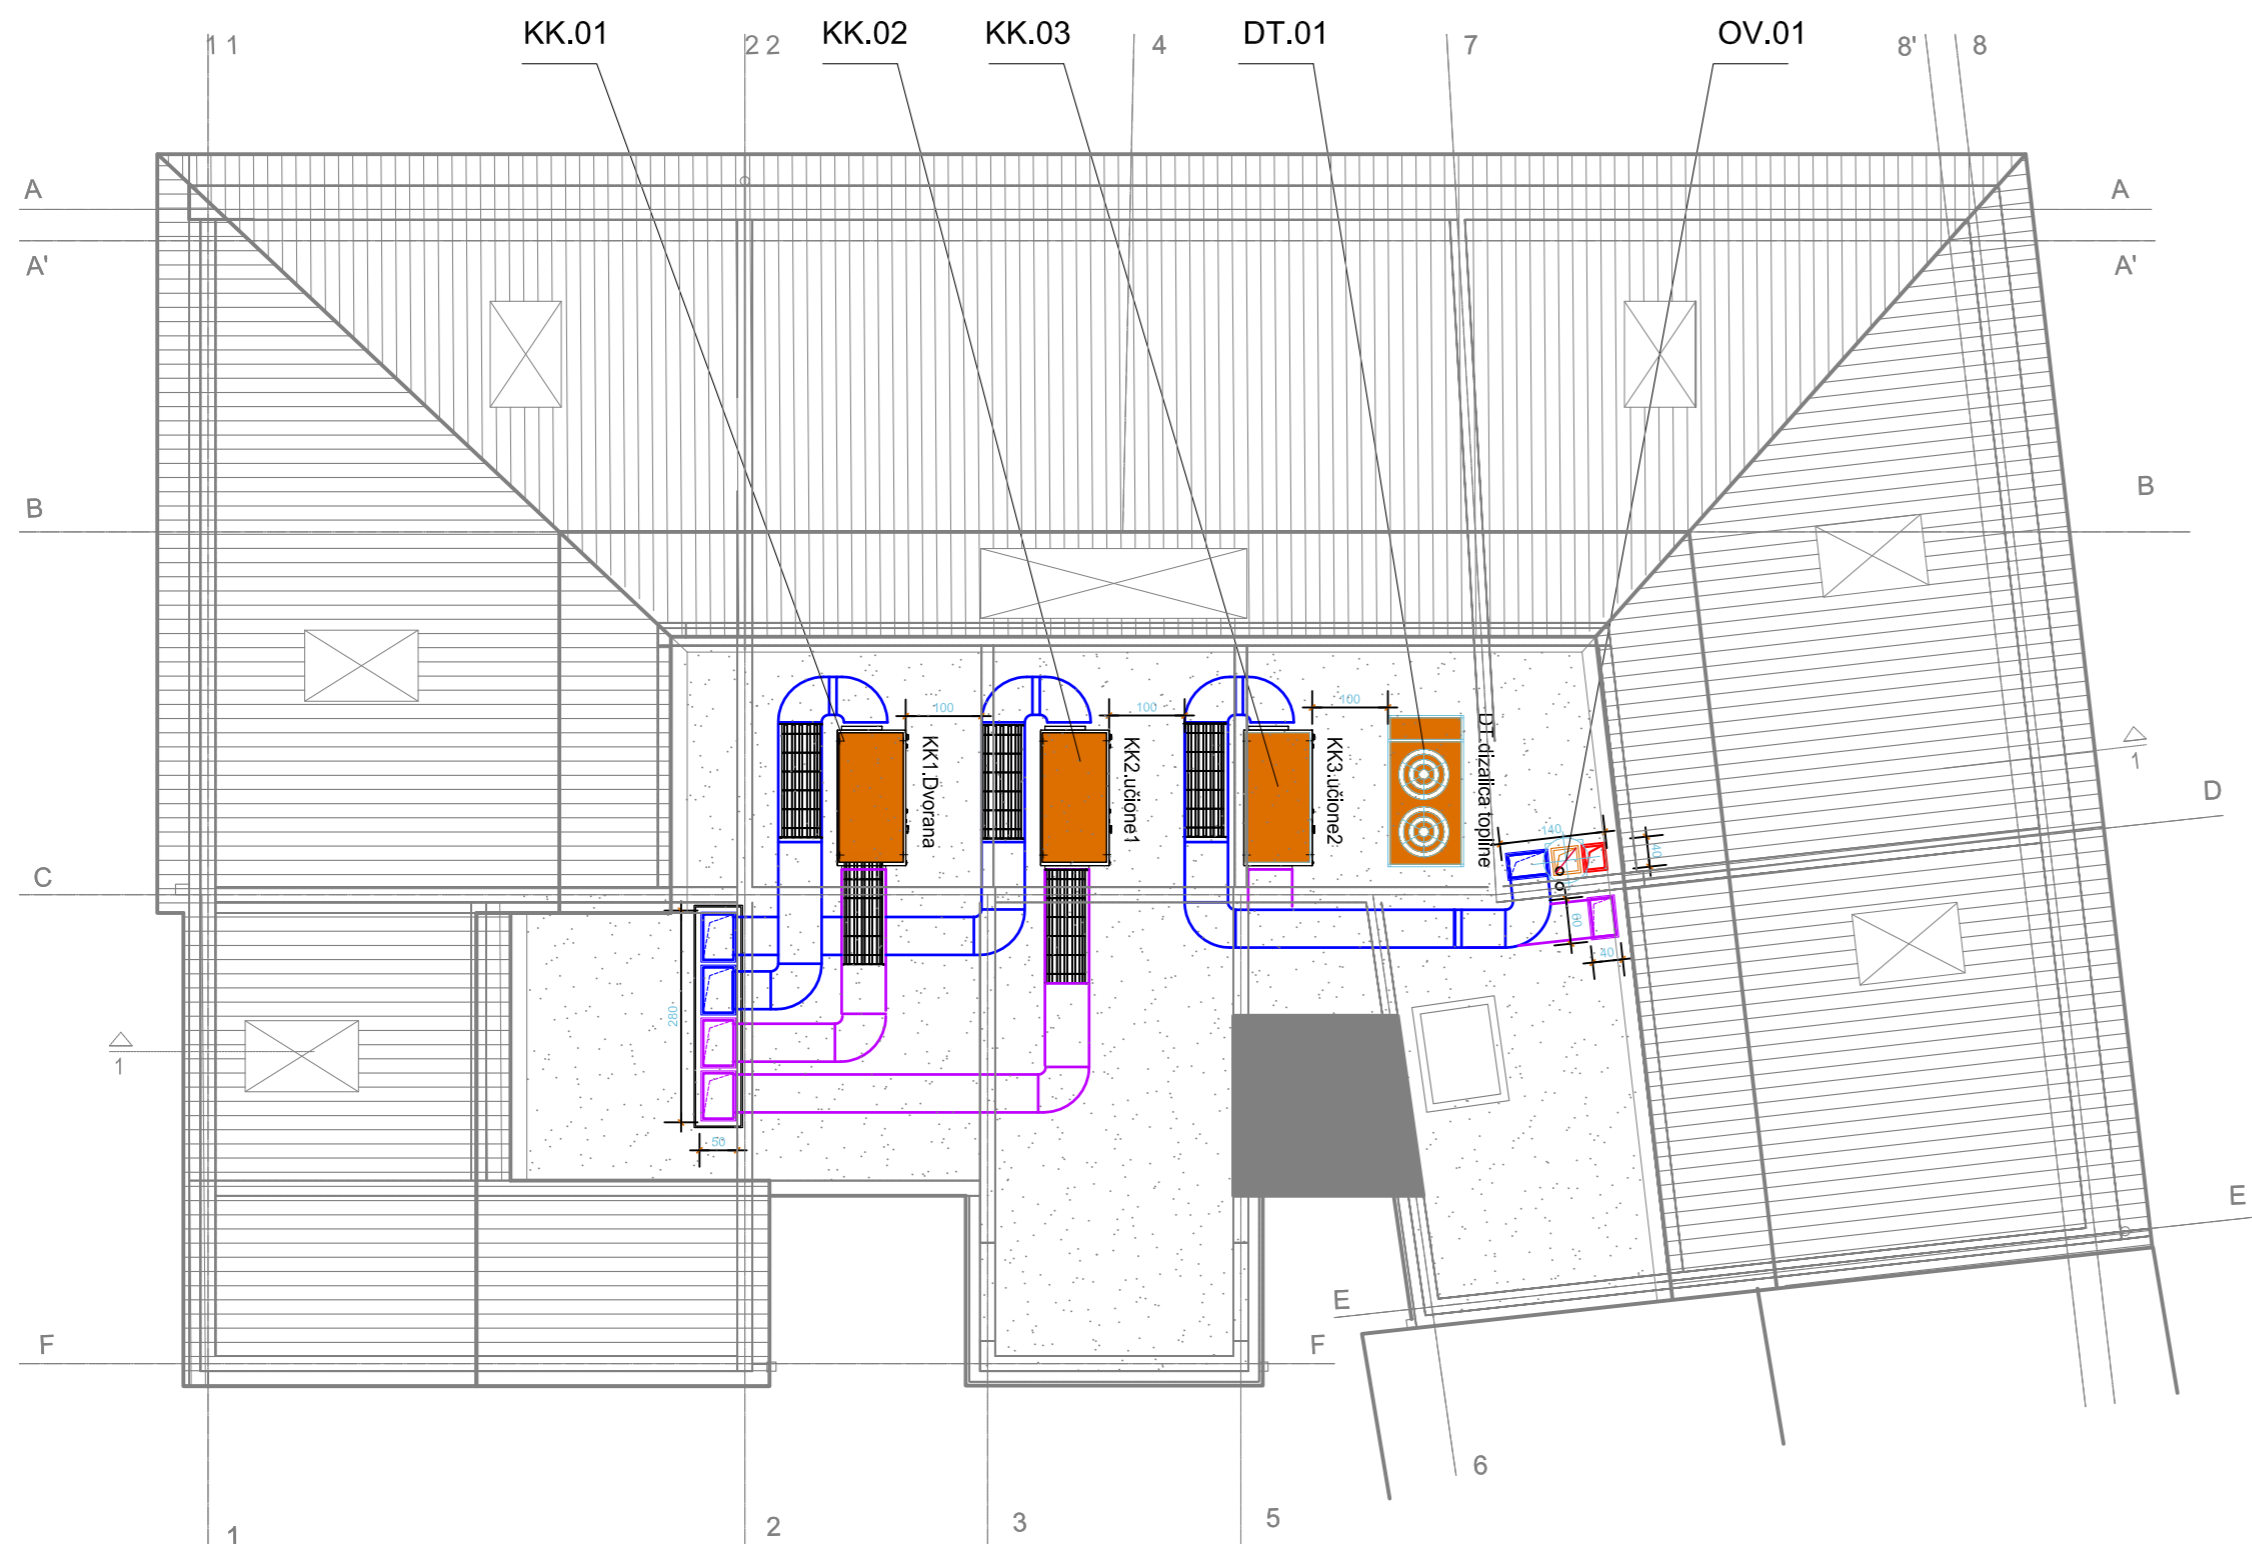 KK.01
KK.02
KK.03
DT.01
OV.01
1 1
2 2
4
7
8'
8
A
A
A'
A'
B
B
C
D
E
E
F
F
1
1
KK1.Dvorana
KK2.učione1
KK3.učione2
DT.dizalica topline
100
100
100
140
40
60
40
280
50
1
2
3
5
6